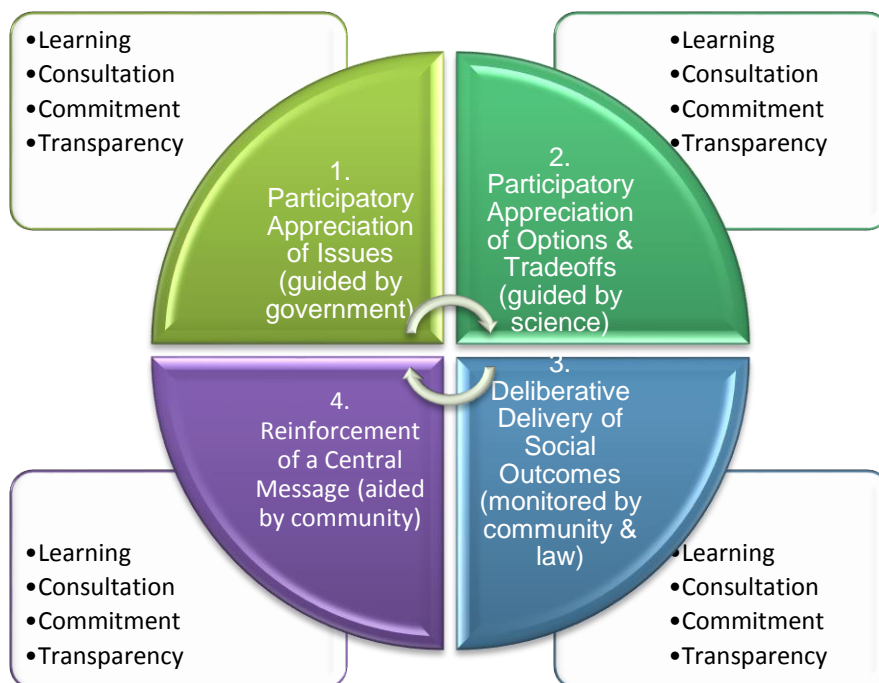 •Learning
•Consultation
•Commitment
•Transparency
•Learning
•Consultation
•Commitment
•Transparency
1.
Participatory
Appreciation
of Issues
(guided by
government)
2.
Participatory
Appreciation
of Options &
Tradeoffs
(guided by
science)
3.
Deliberative
Delivery of
Social
Outcomes
(monitored by
community &
law)
4.
Reinforcement
of a Central
Message (aided
by community)
•Learning
•Consultation
•Commitment
•Transparency
•Learning
•Consultation
•Commitment
•Transparency